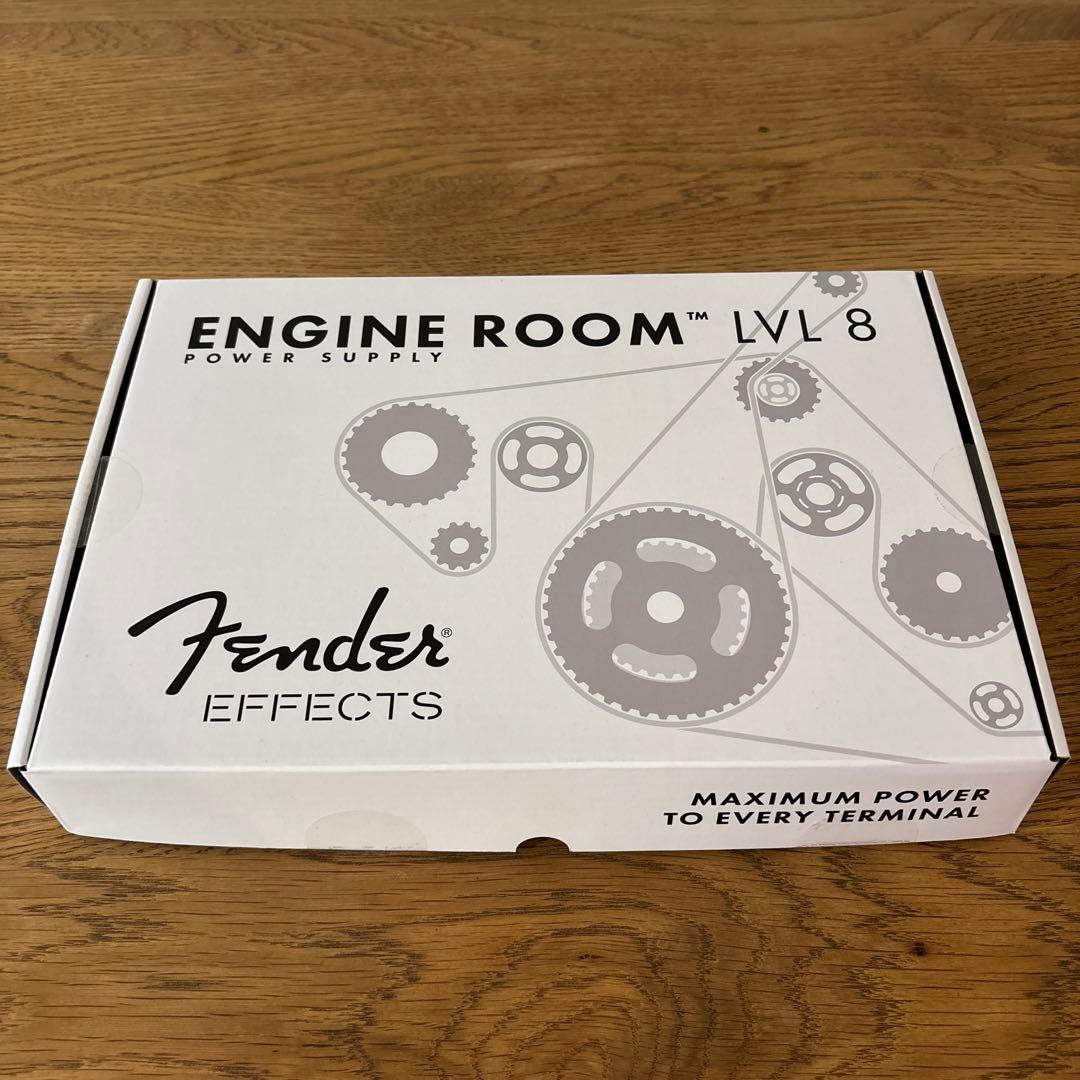 ENGINE ROOM™ LVL 8
POWER SUPPLY
Fender®
EFFECTS
MAXIMUM POWER
TO EVERY TERMINAL